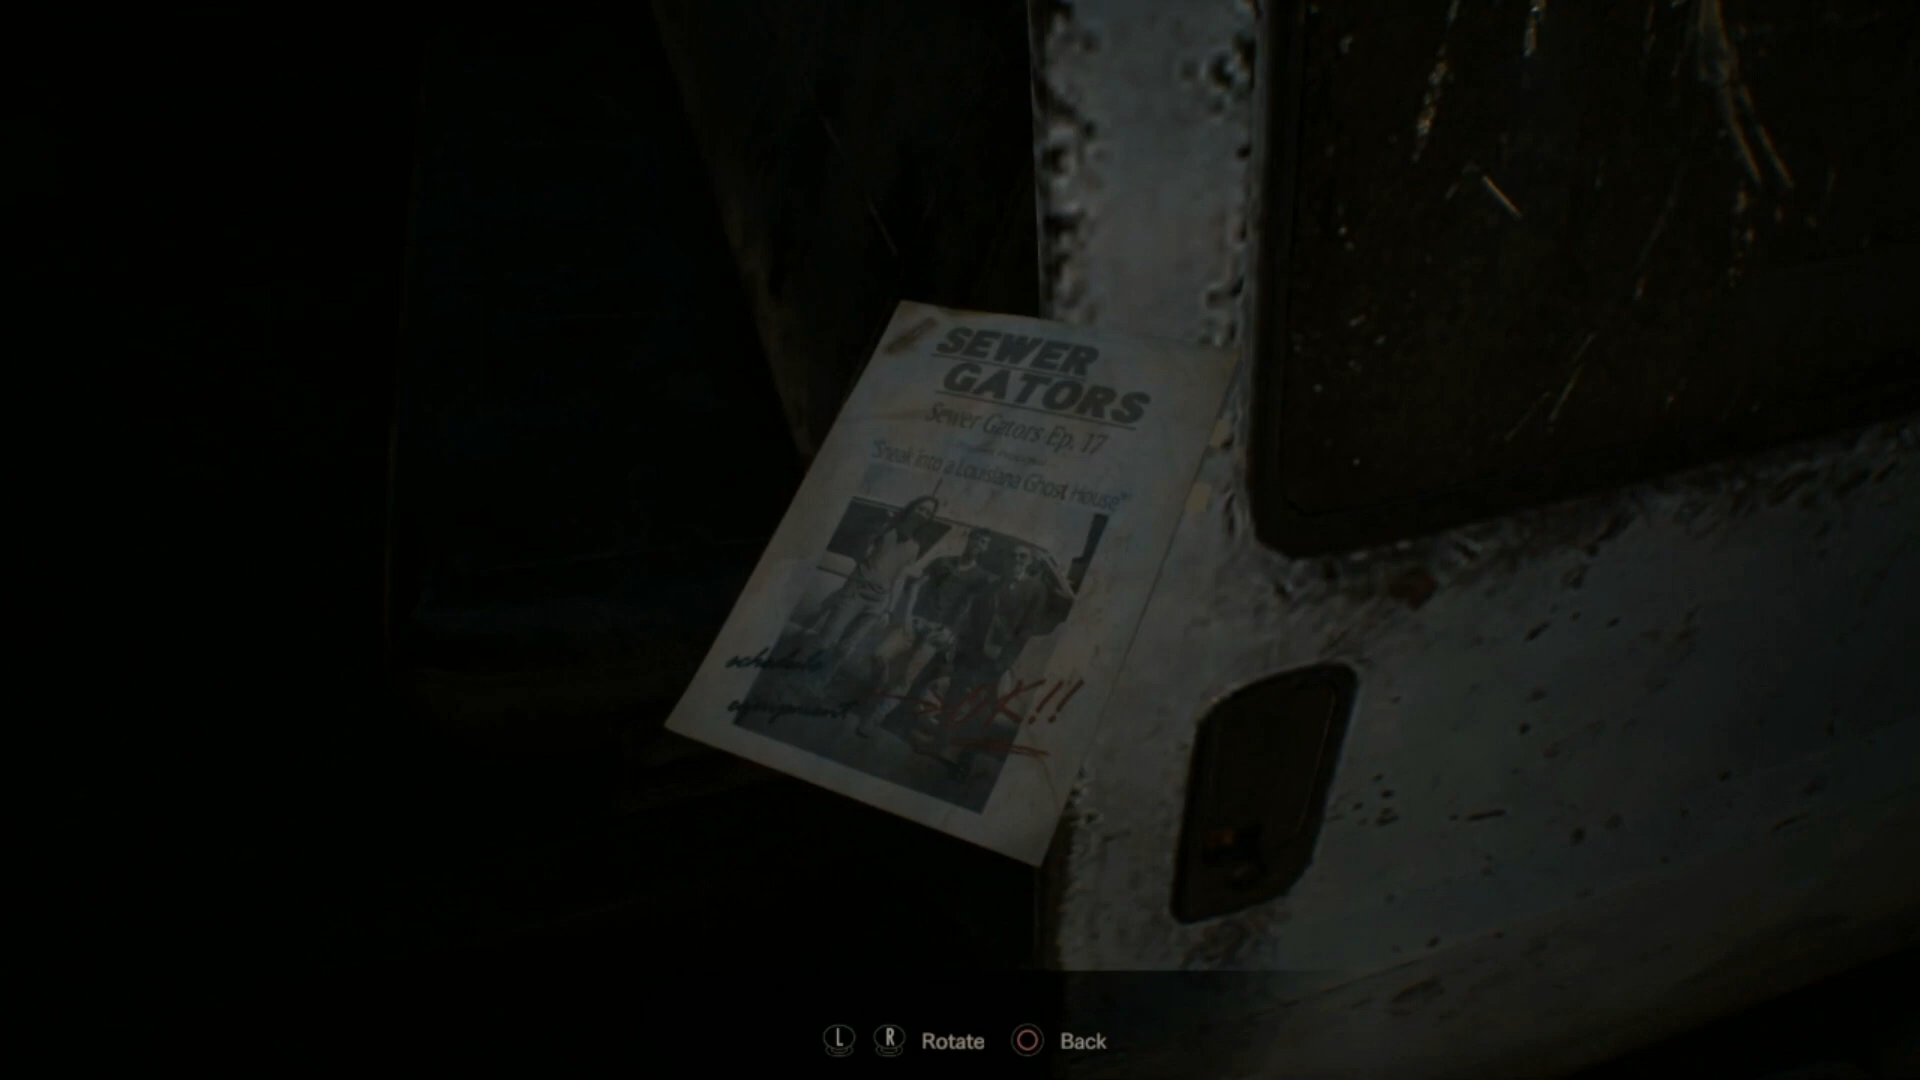 SEWER
GATORS
Sewer Gators Ep. 17
"Sneak into a Louisiana Ghost House"
schedule
equipment
OK!!
L R Rotate Back